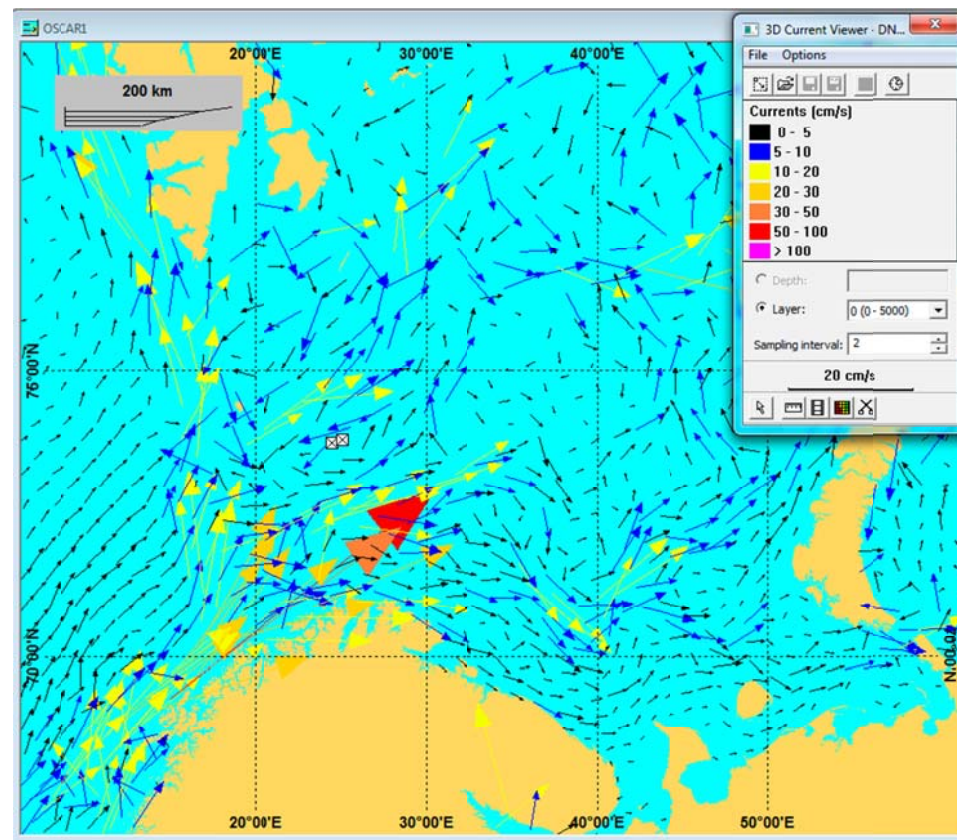 OSCAR1
20°00'E
30°00'E
40°00'E
200 km
76°00'N
70°00'N
70°00'N
20°00'E
30°00'E
40°00'E
50°00'E
3D Current Viewer - DN...
File Options
Currents (cm/s)
0 - 5
5 - 10
10 - 20
20 - 30
30 - 50
50 - 100
> 100
Depth:
Layer: 0 (0 - 5000)
Sampling interval: 2
20 cm/s